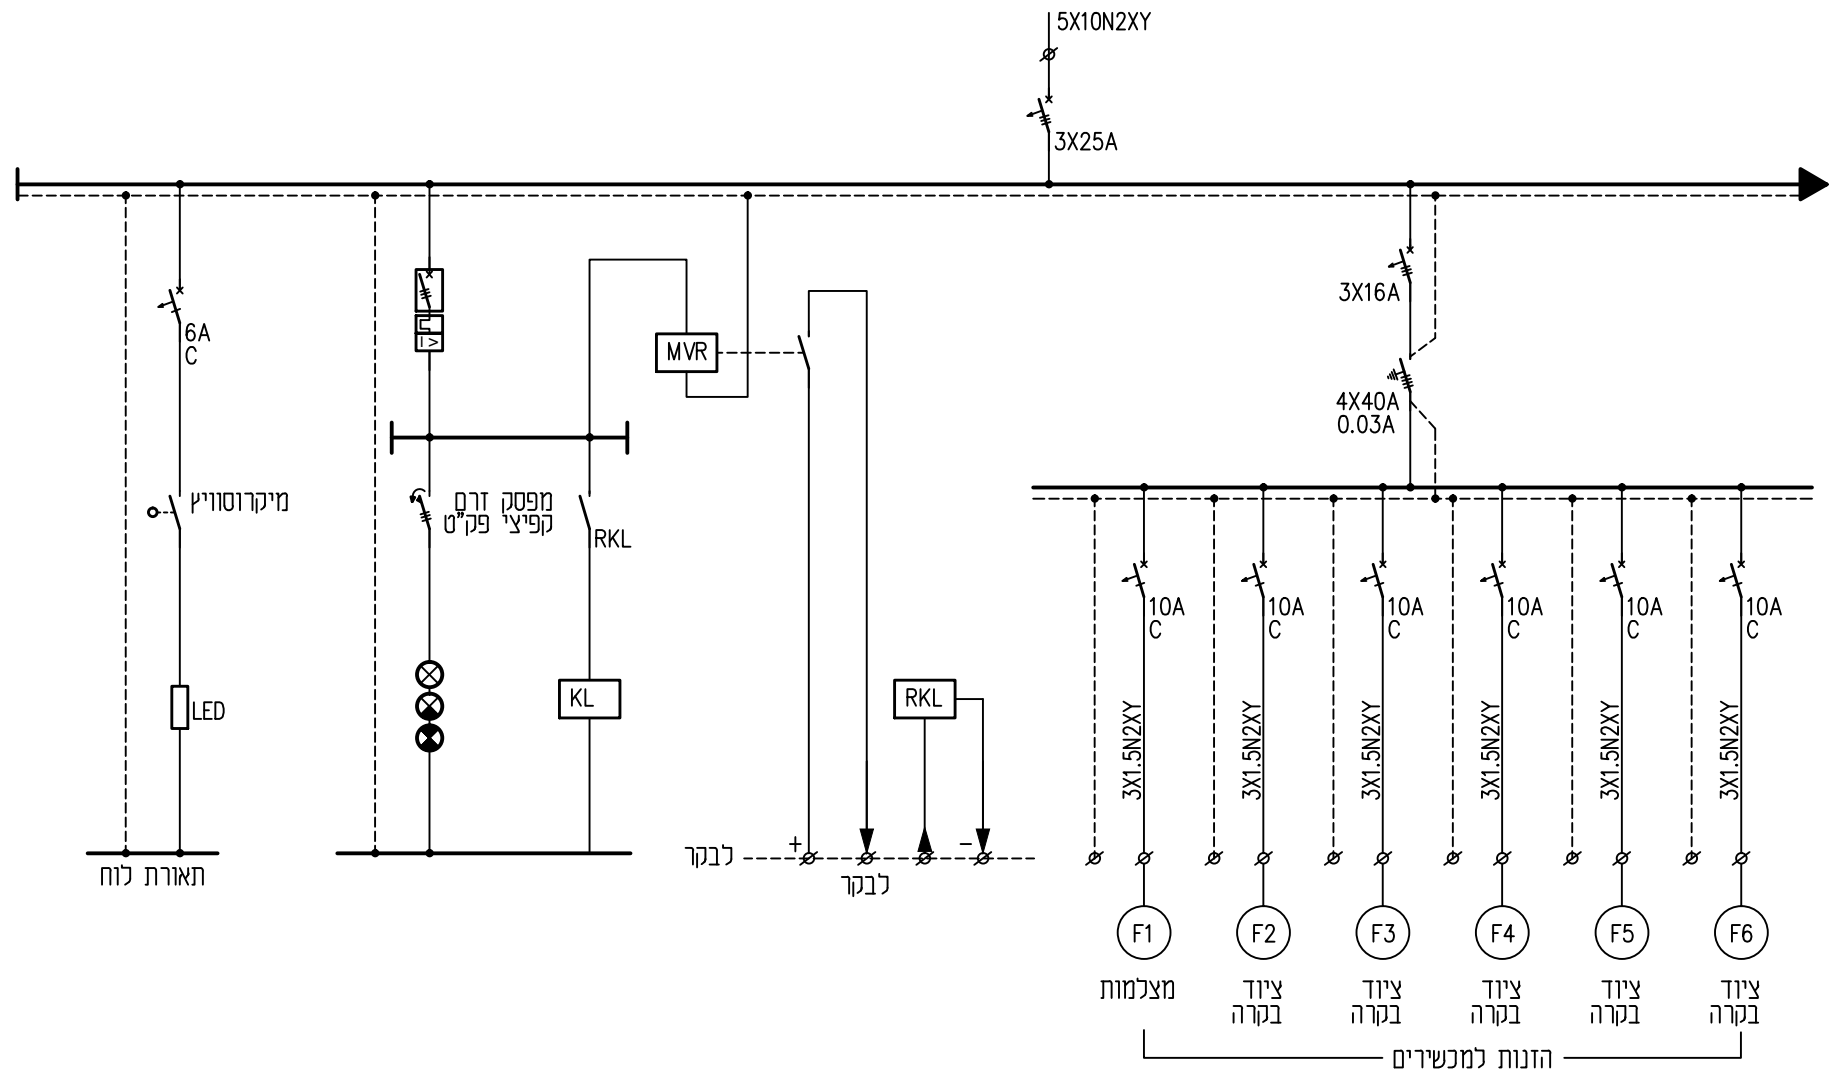 5X10N2XY
3X25A
6A
C
מיקרוסוויץ
LED
תאורת לוח
I>
מפסק זרם
קפיצי פק"ט
RKL
KL
MVR
RKL
+
−
לבקר
לבקר
3X16A
4X40A
0.03A
10A
C
10A
C
10A
C
10A
C
10A
C
10A
C
3X1.5N2XY
3X1.5N2XY
3X1.5N2XY
3X1.5N2XY
3X1.5N2XY
3X1.5N2XY
F1
F2
F3
F4
F5
F6
מצלמות
ציוד
בקרה
ציוד
בקרה
ציוד
בקרה
ציוד
בקרה
ציוד
בקרה
הזנות למכשירים